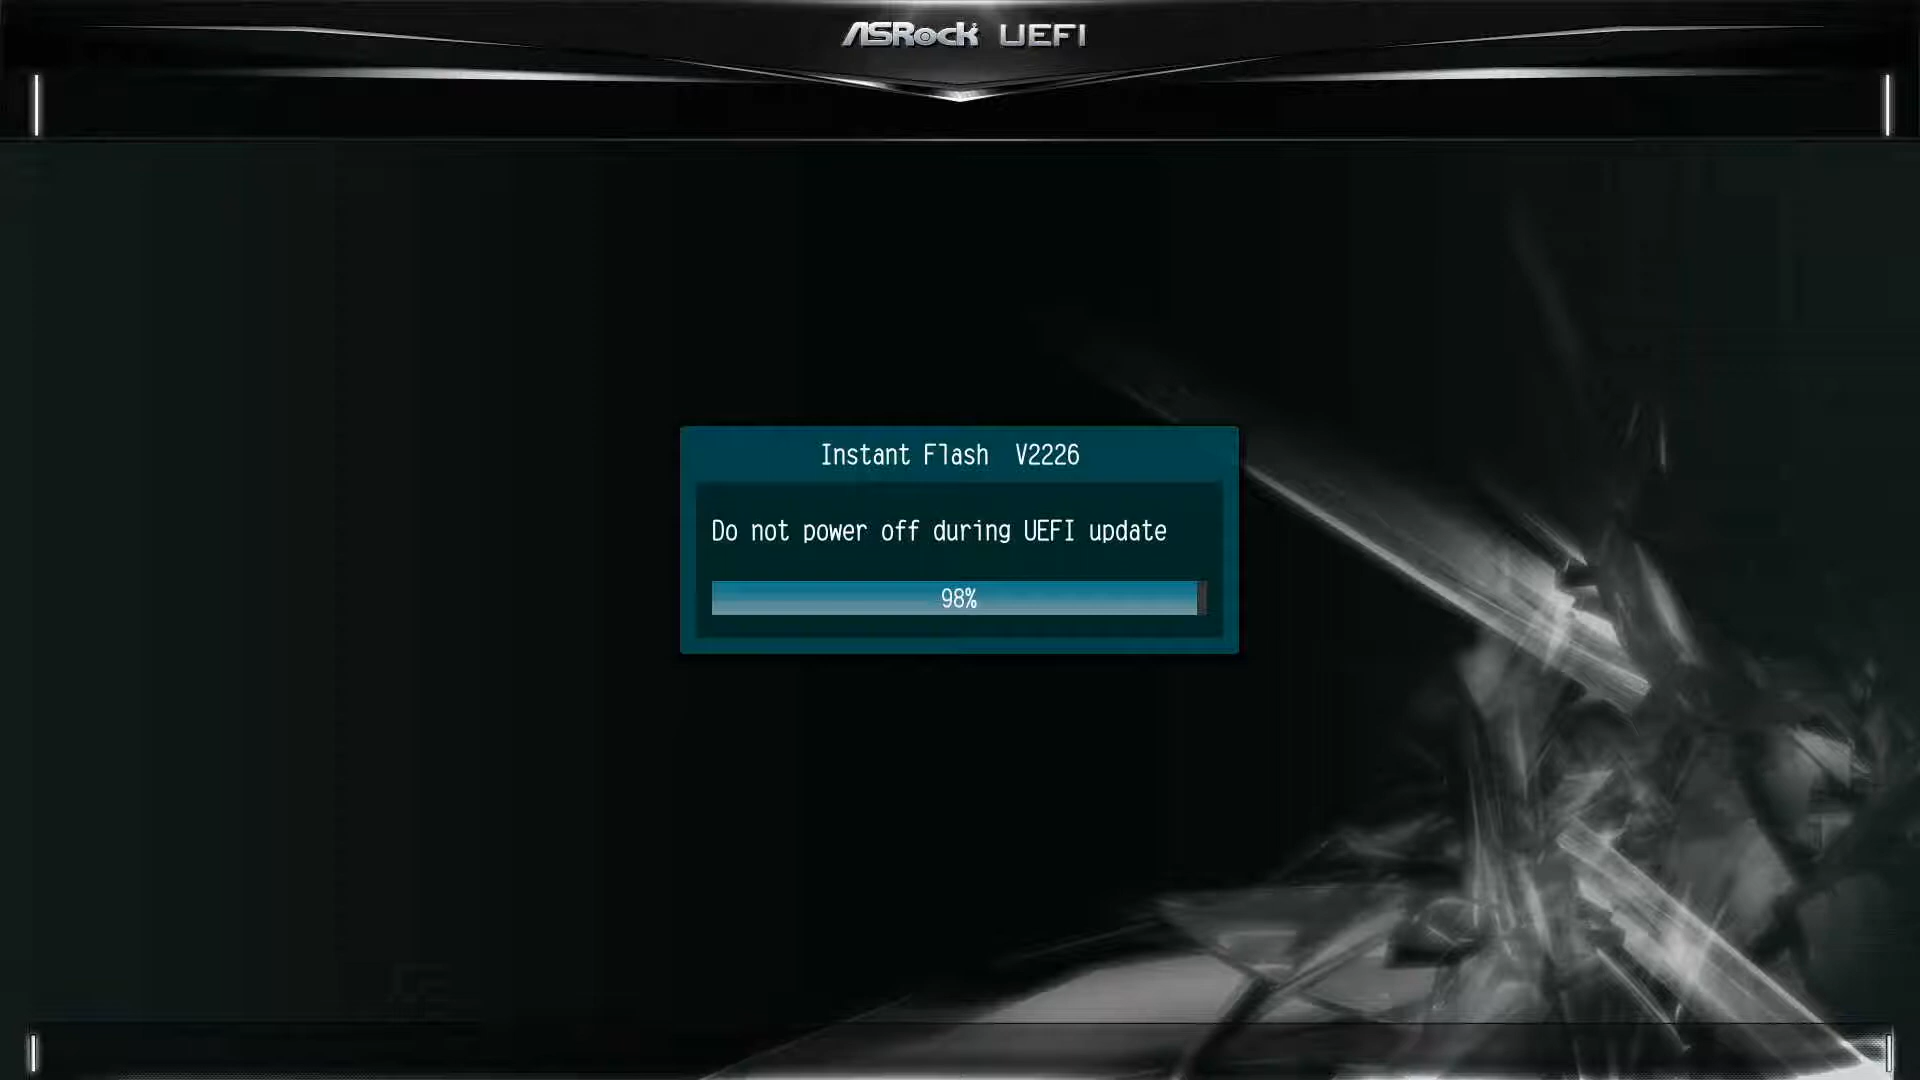 ASRock UEFI
Instant Flash V2226
Do not power off during UEFI update
98%